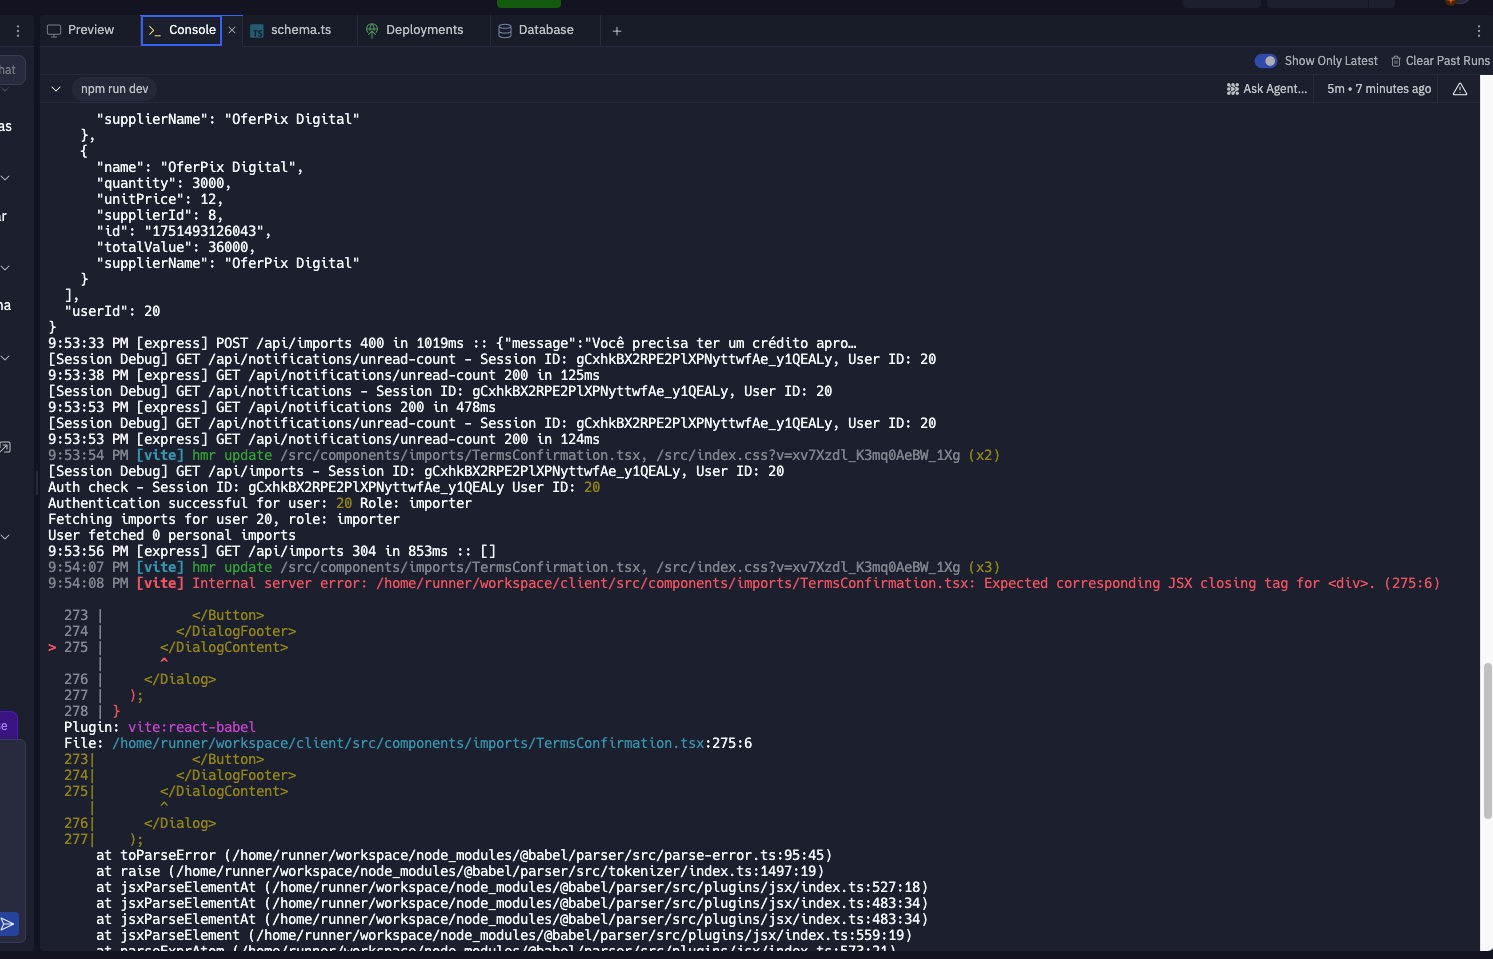 Preview
Console
schema.ts
Deployments
Database
hat
Show Only Latest
Clear Past Runs
npm run dev
Ask Agent...
5m • 7 minutes ago
as
ar
na
se
"supplierName": "OferPix Digital"
},
{
"name": "OferPix Digital",
"quantity": 3000,
"unitPrice": 12,
"supplierId": 8,
"id": "1751493126043",
"totalValue": 36000,
"supplierName": "OferPix Digital"
}
],
"userId": 20
}
9:53:33 PM [express] POST /api/imports 400 in 1019ms :: {"message":"Você precisa ter um crédito apro…
[Session Debug] GET /api/notifications/unread-count - Session ID: gCxhkBX2RPE2PlXPNyttwfAe_y1QEALy, User ID: 20
9:53:38 PM [express] GET /api/notifications/unread-count 200 in 125ms
[Session Debug] GET /api/notifications - Session ID: gCxhkBX2RPE2PlXPNyttwfAe_y1QEALy, User ID: 20
9:53:53 PM [express] GET /api/notifications 200 in 478ms
[Session Debug] GET /api/notifications/unread-count - Session ID: gCxhkBX2RPE2PlXPNyttwfAe_y1QEALy, User ID: 20
9:53:53 PM [express] GET /api/notifications/unread-count 200 in 124ms
9:53:54 PM [vite] hmr update /src/components/imports/TermsConfirmation.tsx, /src/index.css?v=xv7Xzdl_K3mq0AeBW_1Xg (x2)
[Session Debug] GET /api/imports - Session ID: gCxhkBX2RPE2PlXPNyttwfAe_y1QEALy, User ID: 20
Auth check - Session ID: gCxhkBX2RPE2PlXPNyttwfAe_y1QEALy User ID: 20
Authentication successful for user: 20 Role: importer
Fetching imports for user 20, role: importer
User fetched 0 personal imports
9:53:56 PM [express] GET /api/imports 304 in 853ms :: []
9:54:07 PM [vite] hmr update /src/components/imports/TermsConfirmation.tsx, /src/index.css?v=xv7Xzdl_K3mq0AeBW_1Xg (x3)
9:54:08 PM [vite] Internal server error: /home/runner/workspace/client/src/components/imports/TermsConfirmation.tsx: Expected corresponding JSX closing tag for <div>. (275:6)
273 | </Button>
274 | </DialogFooter>
> 275 | </DialogContent>
| ^
276 | </Dialog>
277 | );
278 | }
Plugin: vite:react-babel
File: /home/runner/workspace/client/src/components/imports/TermsConfirmation.tsx:275:6
273| </Button>
274| </DialogFooter>
275| </DialogContent>
| ^
276| </Dialog>
277| );
at toParseError (/home/runner/workspace/node_modules/@babel/parser/src/parse-error.ts:95:45)
at raise (/home/runner/workspace/node_modules/@babel/parser/src/tokenizer/index.ts:1497:19)
at jsxParseElementAt (/home/runner/workspace/node_modules/@babel/parser/src/plugins/jsx/index.ts:527:18)
at jsxParseElementAt (/home/runner/workspace/node_modules/@babel/parser/src/plugins/jsx/index.ts:483:34)
at jsxParseElementAt (/home/runner/workspace/node_modules/@babel/parser/src/plugins/jsx/index.ts:483:34)
at jsxParseElement (/home/runner/workspace/node_modules/@babel/parser/src/plugins/jsx/index.ts:559:19)
at parseExprAtom (/home/runner/workspace/node_modules/@babel/parser/src/plugins/jsx/index.ts:573:21)